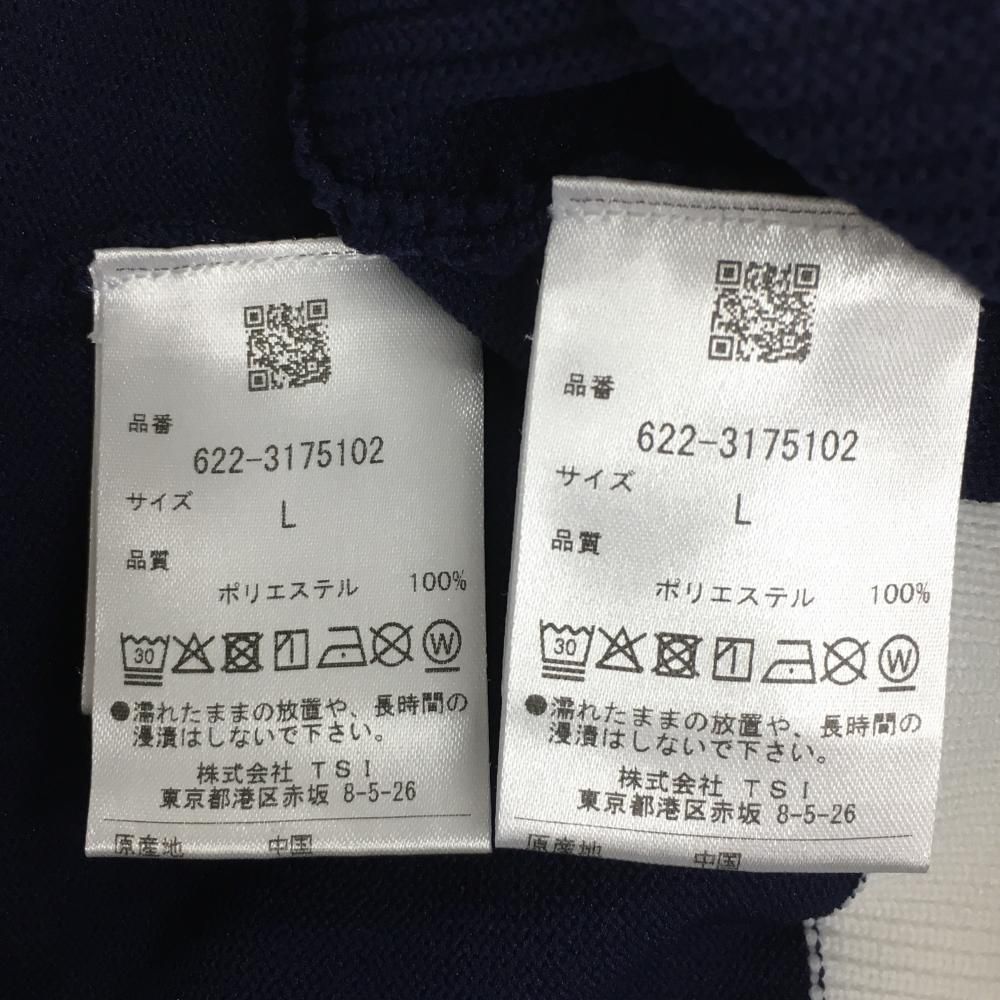 品番
622-3175102
サイズ
L
品質
ポリエステル 100%
30
W
●濡れたままの放置や、長時間の
浸漬はしないで下さい。
株式会社 TSI
東京都港区赤坂 8-5-26
原産地 中国
品番
622-3175102
サイズ
L
品質
ポリエステル 100%
30
W
●濡れたままの放置や、長時間の
浸漬はしないで下さい。
株式会社 TSI
東京都港区赤坂 8-5-26
原産地 中国